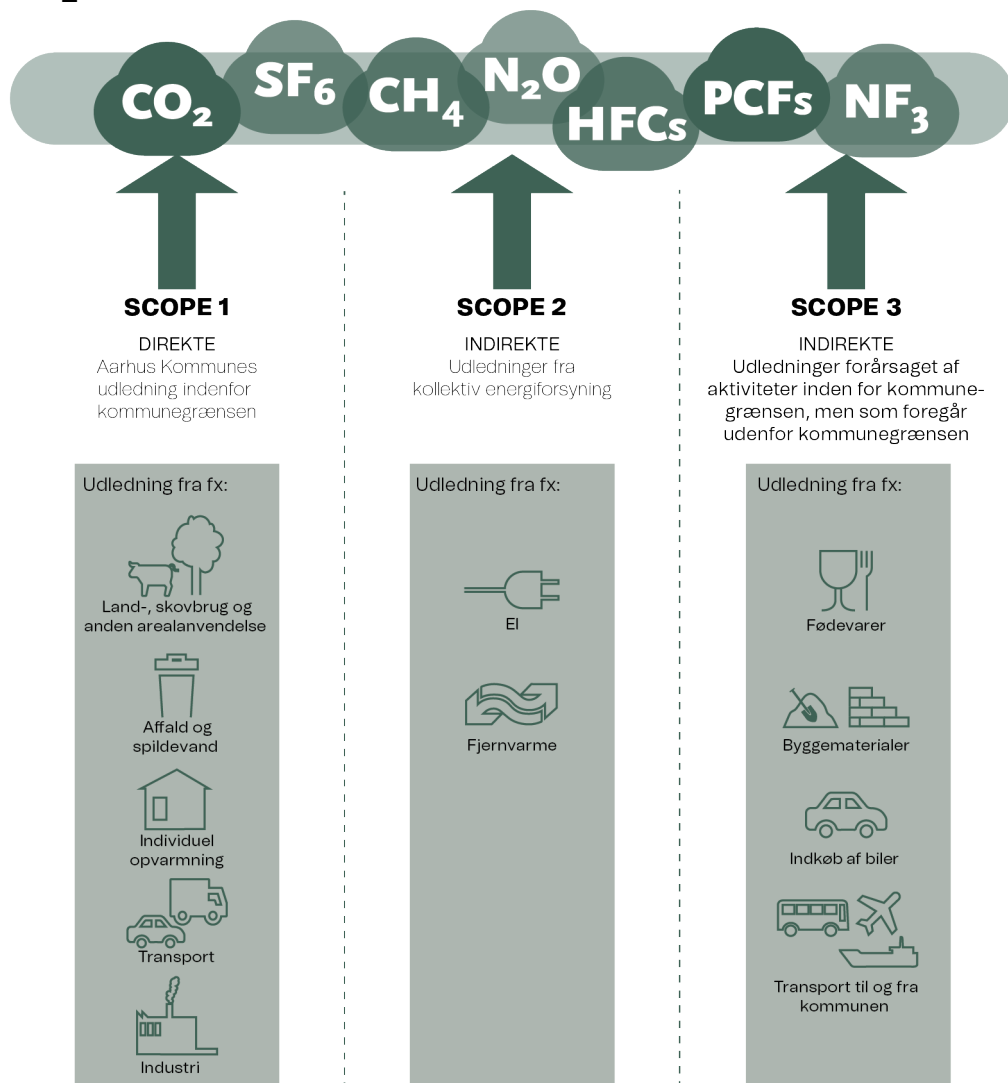 CO₂
SF₆
CH₄
N₂O
HFCs
PCFs
NF₃
SCOPE 1
DIREKTE
Aarhus Kommunes
udledning indenfor
kommunegrænsen
Udledning fra fx:
Land-, skovbrug og
anden arealanvendelse
Affald og
spildevand
Individuel
opvarmning
Transport
Industri
SCOPE 2
INDIREKTE
Udledninger fra
kollektiv energiforsyning
Udledning fra fx:
El
Fjernvarme
SCOPE 3
INDIREKTE
Udledninger forårsaget af
aktiviteter inden for kommune-
grænsen, men som foregår
udenfor kommunegrænsen
Udledning fra fx:
Fødevarer
Byggematerialer
Indkøb af biler
Transport til og fra
kommunen